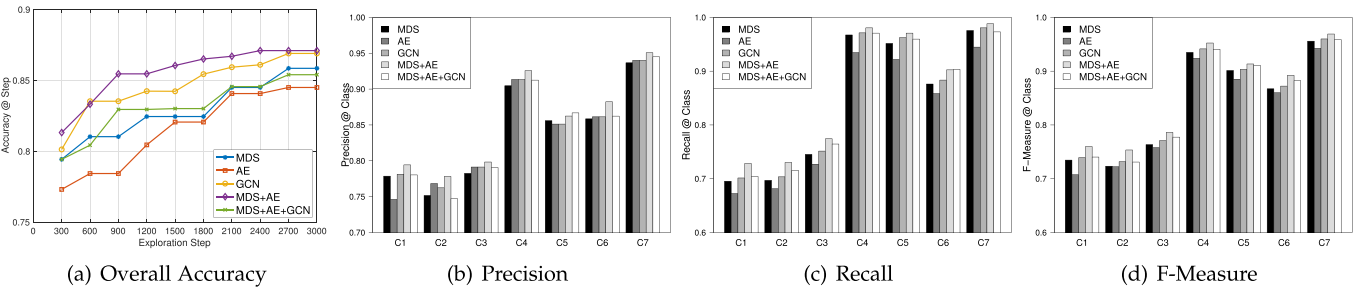 0.9
0.85
0.8
0.75
Accuracy @ Step
0 300 600 900 1200 1500 1800 2100 2400 2700 3000
Exploration Step
MDS
AE
GCN
MDS+AE
MDS+AE+GCN
(a) Overall Accuracy
1.00
0.95
0.90
0.85
0.80
0.75
0.70
Precision @ Class
MDS
AE
GCN
MDS+AE
MDS+AE+GCN
C1 C2 C3 C4 C5 C6 C7
(b) Precision
1.0
0.9
0.8
0.7
0.6
Recall @ Class
MDS
AE
GCN
MDS+AE
MDS+AE+GCN
C1 C2 C3 C4 C5 C6 C7
(c) Recall
1.0
0.9
0.8
0.7
0.6
F−Measure @ Class
MDS
AE
GCN
MDS+AE
MDS+AE+GCN
C1 C2 C3 C4 C5 C6 C7
(d) F-Measure